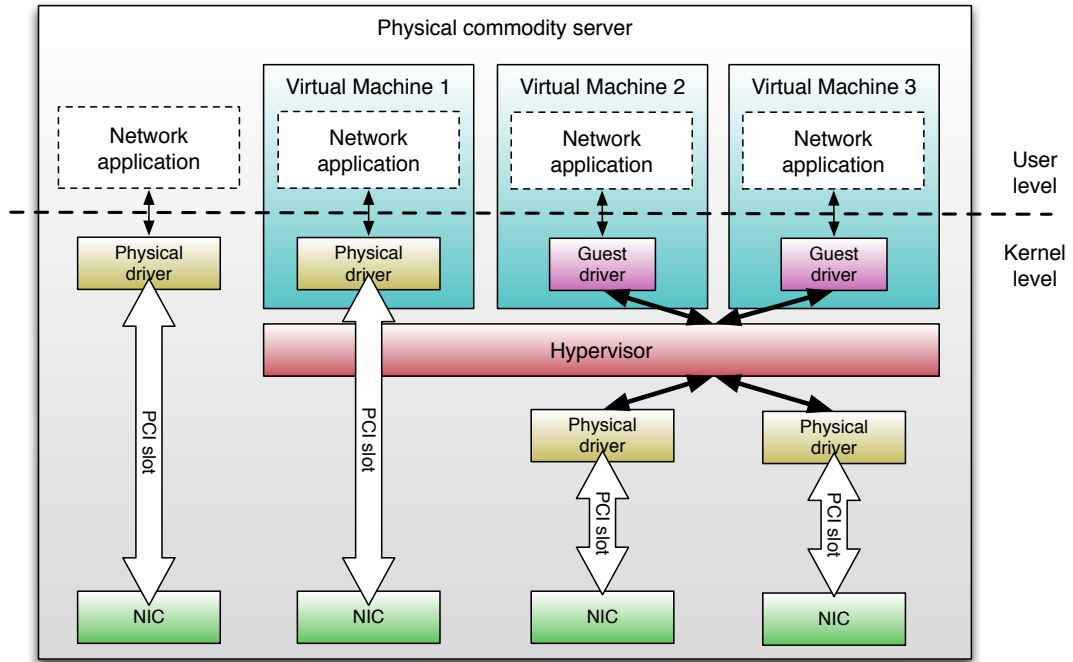 Physical commodity server
Virtual Machine 1
Virtual Machine 2
Virtual Machine 3
Network
application
Network
application
Network
application
Network
application
User
level
Kernel
level
Physical
driver
Physical
driver
Guest
driver
Guest
driver
Hypervisor
Physical
driver
Physical
driver
PCI slot
PCI slot
PCI slot
PCI slot
NIC
NIC
NIC
NIC